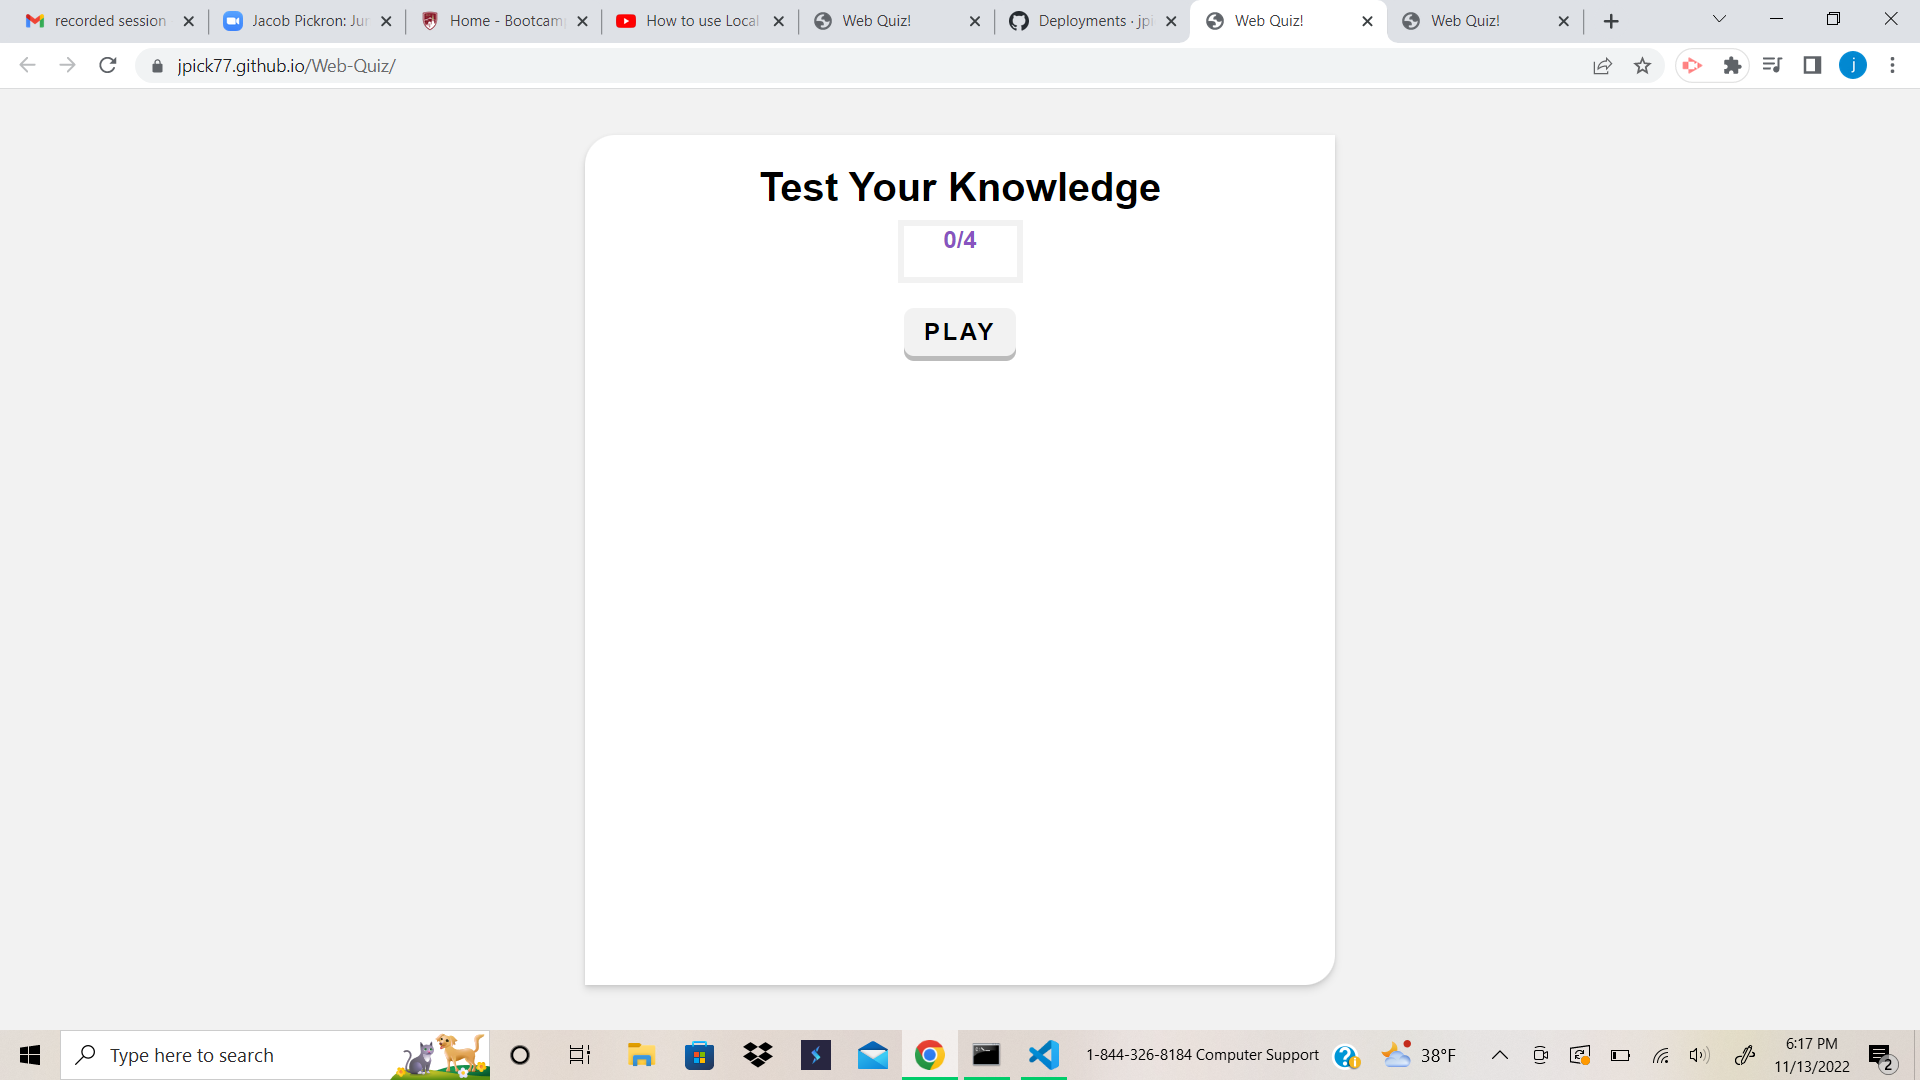 recorded session
Jacob Pickron: Jun
Home - Bootcamp
How to use Local
Web Quiz!
Deployments · jpi
Web Quiz!
Web Quiz!
jpick77.github.io/Web-Quiz/
j
Test Your Knowledge
0/4
PLAY
Type here to search
1-844-326-8184 Computer Support
38°F
6:17 PM
11/13/2022
2